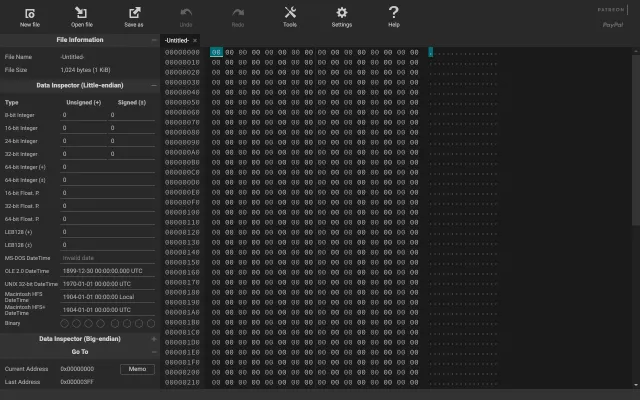 New file Open file Save as Undo Redo Tools Settings Help PATREON PayPal
File Information
File Name -Untitled-
File Size 1,024 bytes (1 KiB)
Data Inspector (Little-endian)
Type Unsigned (+) Signed (±)
8-bit Integer 0 0
16-bit Integer 0 0
24-bit Integer 0 0
32-bit Integer 0 0
64-bit Integer (+) 0
64-bit Integer (±) 0
16-bit Float. P. 0
32-bit Float. P. 0
64-bit Float. P. 0
LEB128 (+) 0
LEB128 (±) 0
MS-DOS DateTime Invalid date
OLE 2.0 DateTime 1899-12-30 00:00:00.000 UTC
UNIX 32-bit DateTime 1970-01-01 00:00:00 UTC
Macintosh HFS DateTime 1904-01-01 00:00:00 Local
Macintosh HFS+ DateTime 1904-01-01 00:00:00 UTC
Binary
Data Inspector (Big-endian)
Go To
Current Address 0x00000000 Memo
Last Address 0x000003FF
-Untitled- ×
00000000 00 00 00 00 00 00 00 00 00 00 00 00 00 00 00 00 ................
00000010 00 00 00 00 00 00 00 00 00 00 00 00 00 00 00 00 ................
00000020 00 00 00 00 00 00 00 00 00 00 00 00 00 00 00 00 ................
00000030 00 00 00 00 00 00 00 00 00 00 00 00 00 00 00 00 ................
00000040 00 00 00 00 00 00 00 00 00 00 00 00 00 00 00 00 ................
00000050 00 00 00 00 00 00 00 00 00 00 00 00 00 00 00 00 ................
00000060 00 00 00 00 00 00 00 00 00 00 00 00 00 00 00 00 ................
00000070 00 00 00 00 00 00 00 00 00 00 00 00 00 00 00 00 ................
00000080 00 00 00 00 00 00 00 00 00 00 00 00 00 00 00 00 ................
00000090 00 00 00 00 00 00 00 00 00 00 00 00 00 00 00 00 ................
000000A0 00 00 00 00 00 00 00 00 00 00 00 00 00 00 00 00 ................
000000B0 00 00 00 00 00 00 00 00 00 00 00 00 00 00 00 00 ................
000000C0 00 00 00 00 00 00 00 00 00 00 00 00 00 00 00 00 ................
000000D0 00 00 00 00 00 00 00 00 00 00 00 00 00 00 00 00 ................
000000E0 00 00 00 00 00 00 00 00 00 00 00 00 00 00 00 00 ................
000000F0 00 00 00 00 00 00 00 00 00 00 00 00 00 00 00 00 ................
00000100 00 00 00 00 00 00 00 00 00 00 00 00 00 00 00 00 ................
00000110 00 00 00 00 00 00 00 00 00 00 00 00 00 00 00 00 ................
00000120 00 00 00 00 00 00 00 00 00 00 00 00 00 00 00 00 ................
00000130 00 00 00 00 00 00 00 00 00 00 00 00 00 00 00 00 ................
00000140 00 00 00 00 00 00 00 00 00 00 00 00 00 00 00 00 ................
00000150 00 00 00 00 00 00 00 00 00 00 00 00 00 00 00 00 ................
00000160 00 00 00 00 00 00 00 00 00 00 00 00 00 00 00 00 ................
00000170 00 00 00 00 00 00 00 00 00 00 00 00 00 00 00 00 ................
00000180 00 00 00 00 00 00 00 00 00 00 00 00 00 00 00 00 ................
00000190 00 00 00 00 00 00 00 00 00 00 00 00 00 00 00 00 ................
000001A0 00 00 00 00 00 00 00 00 00 00 00 00 00 00 00 00 ................
000001B0 00 00 00 00 00 00 00 00 00 00 00 00 00 00 00 00 ................
000001C0 00 00 00 00 00 00 00 00 00 00 00 00 00 00 00 00 ................
000001D0 00 00 00 00 00 00 00 00 00 00 00 00 00 00 00 00 ................
000001E0 00 00 00 00 00 00 00 00 00 00 00 00 00 00 00 00 ................
000001F0 00 00 00 00 00 00 00 00 00 00 00 00 00 00 00 00 ................
00000200 00 00 00 00 00 00 00 00 00 00 00 00 00 00 00 00 ................
00000210 00 00 00 00 00 00 00 00 00 00 00 00 00 00 00 00 ................